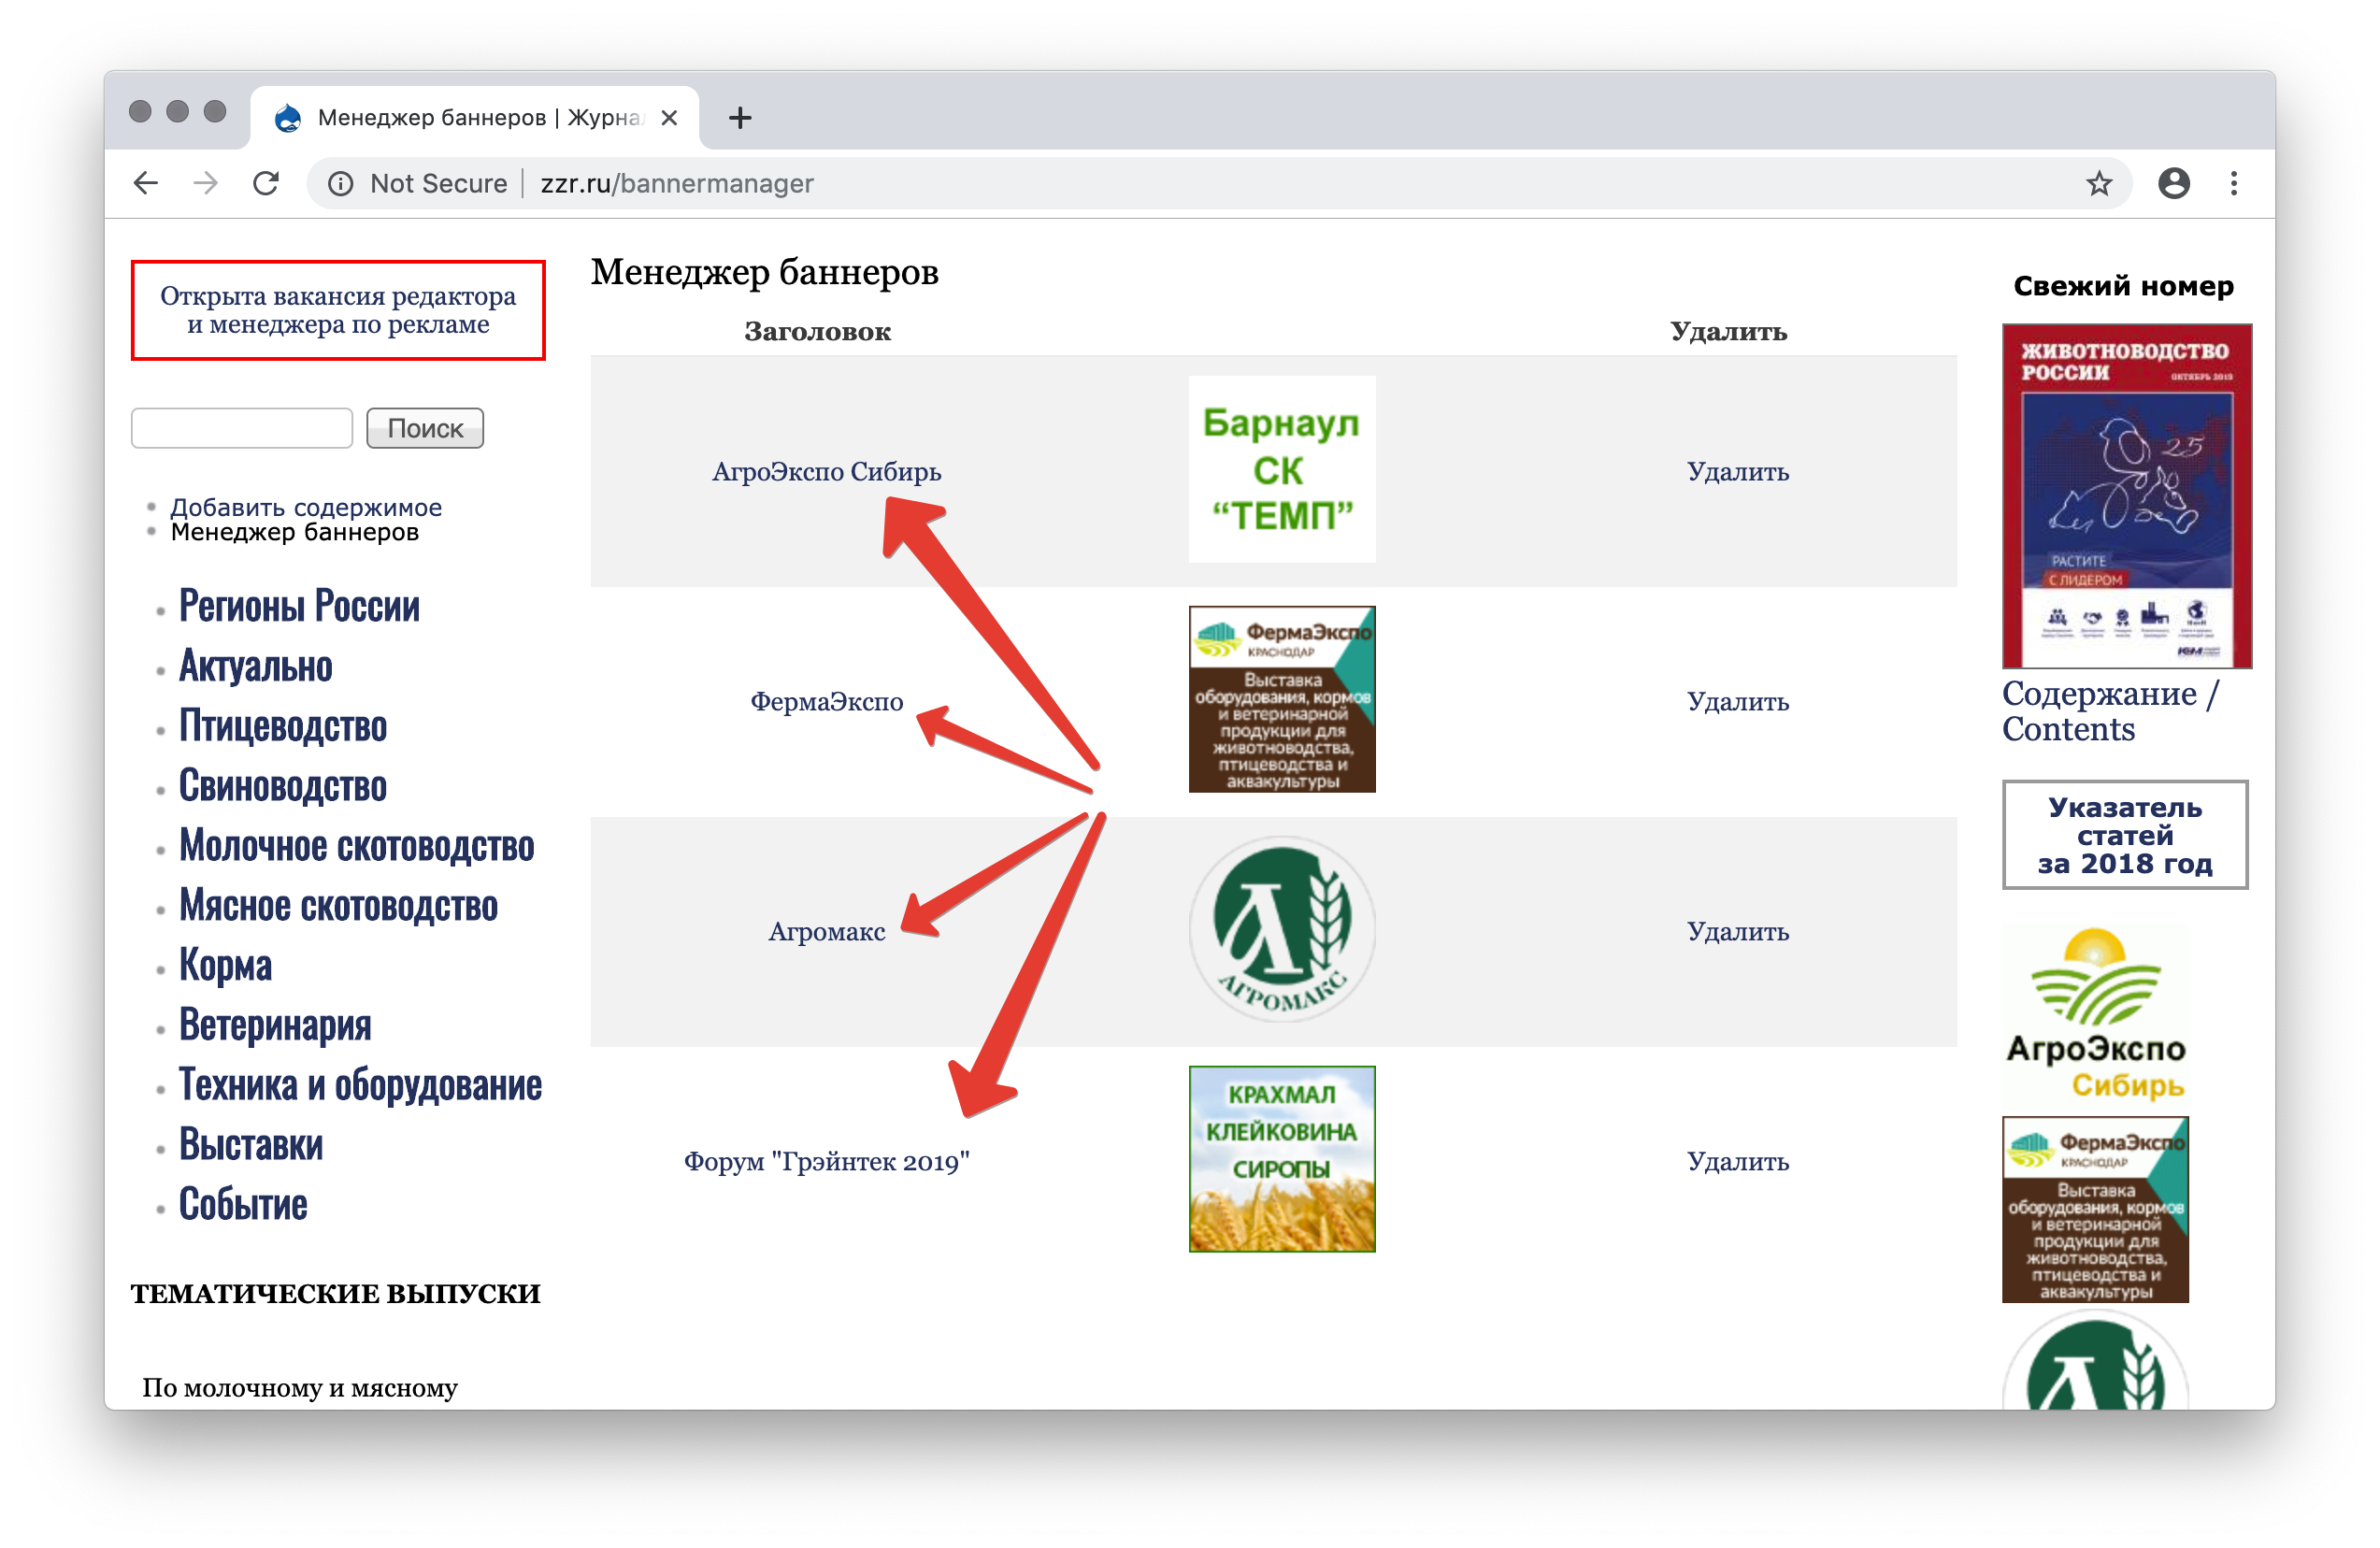 Менеджер баннеров | Журнал
Not Secure
zzr.ru/bannermanager
Открыта вакансия редактора
и менеджера по рекламе
Поиск
Добавить содержимое
Менеджер баннеров
Регионы России
Актуально
Птицеводство
Свиноводство
Молочное скотоводство
Мясное скотоводство
Корма
Ветеринария
Техника и оборудование
Выставки
Событие
ТЕМАТИЧЕСКИЕ ВЫПУСКИ
По молочному и мясному
Менеджер баннеров
Заголовок
Удалить
АгроЭкспо Сибирь
Барнаул
СК
“ТЕМП”
Удалить
ФермаЭкспо
ФермаЭкспо
КРАСНОДАР
Выставка
оборудования, кормов
и ветеринарной
продукции для
животноводства,
птицеводства и
аквакультуры
Удалить
Агромакс
АГРОМАКС
Удалить
Форум "Грэйнтек 2019"
КРАХМАЛ
КЛЕЙКОВИНА
СИРОПЫ
Удалить
Свежий номер
ЖИВОТНОВОДСТВО
РОССИИ
ОКТЯБРЬ 2019
25
РАСТИТЕ
С ЛИДЕРОМ
Содержание /
Contents
Указатель
статей
за 2018 год
АгроЭкспо
Сибирь
ФермаЭкспо
КРАСНОДАР
Выставка
оборудования, кормов
и ветеринарной
продукции для
животноводства,
птицеводства и
аквакультуры